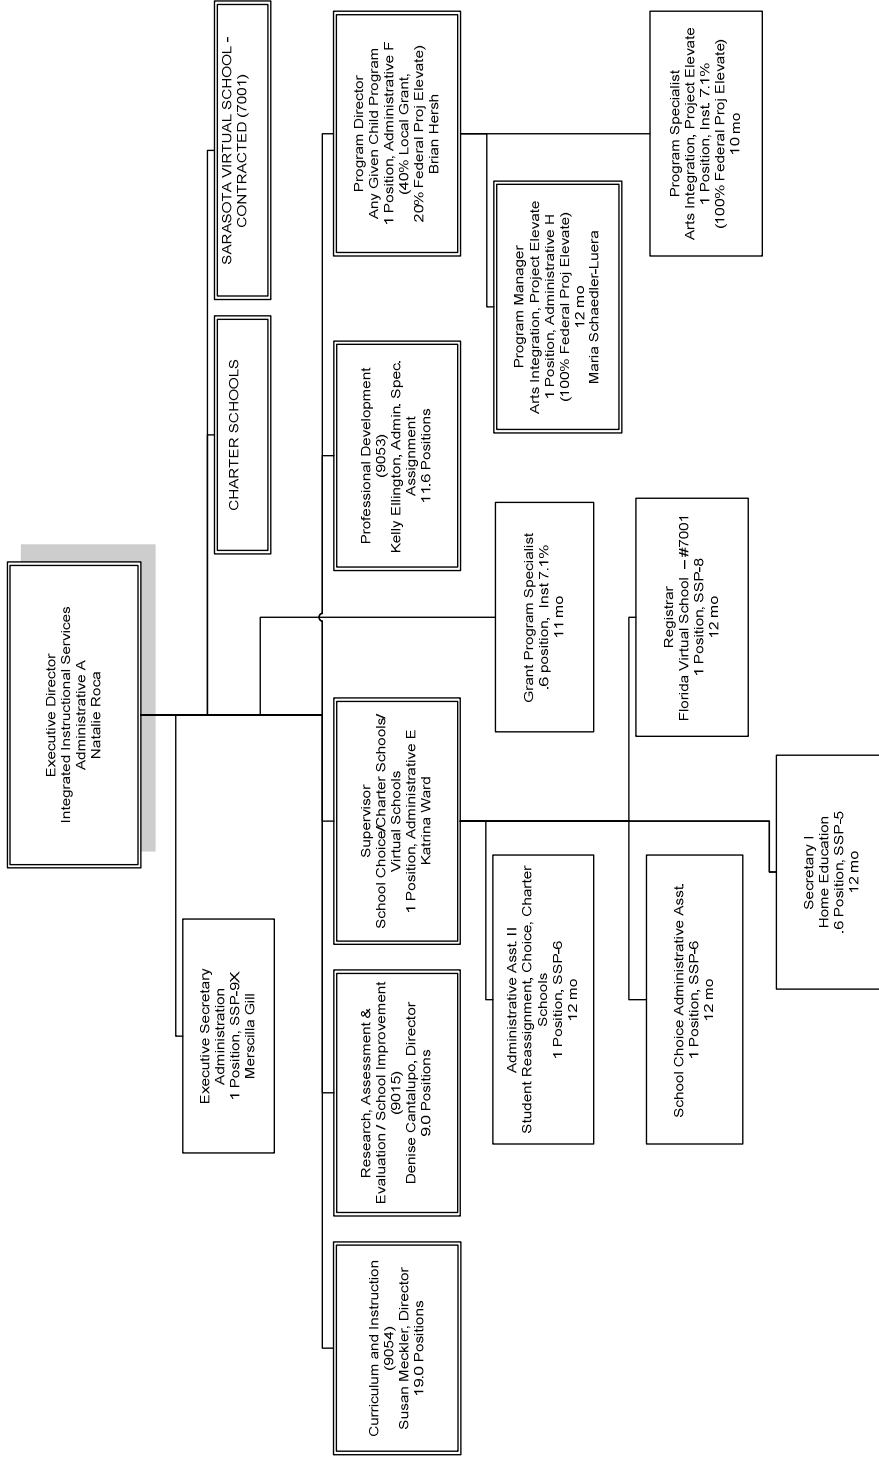 Executive Director
Integrated Instructional Services
Administrative A
Natalie Roca
Executive Secretary
Administration
1 Position, SSP-9X
Merscilla Gill
CHARTER SCHOOLS
SARASOTA VIRTUAL SCHOOL -
CONTRACTED (7001)
Curriculum and Instruction
(9054)
Susan Meckler, Director
19.0 Positions
Research, Assessment &
Evaluation / School Improvement
(9015)
Denise Cantalupo, Director
9.0 Positions
Supervisor
School Choice/Charter Schools/
Virtual Schools
1 Position, Administrative E
Katrina Ward
Professional Development
(9053)
Kelly Ellington, Admin. Spec.
Assignment
11.6 Positions
Program Director
Any Given Child Program
1 Position, Administrative F
(40% Local Grant,
20% Federal Proj Elevate)
Brian Hersh
Administrative Asst. II
Student Reassignment, Choice, Charter
Schools
1 Position, SSP-6
12 mo
Grant Program Specialist
.6 position, Inst 7.1%
11 mo
Program Manager
Arts Integration, Project Elevate
1 Position, Administrative H
(100% Federal Proj Elevate)
12 mo
Maria Schaedler-Luera
School Choice Administrative Asst.
1 Position, SSP-6
12 mo
Registrar
Florida Virtual School – #7001
1 Position, SSP-8
12 mo
Program Specialist
Arts Integration, Project Elevate
1 Position, Inst. 7.1%
(100% Federal Proj Elevate)
10 mo
Secretary I
Home Education
.6 Position, SSP-5
12 mo